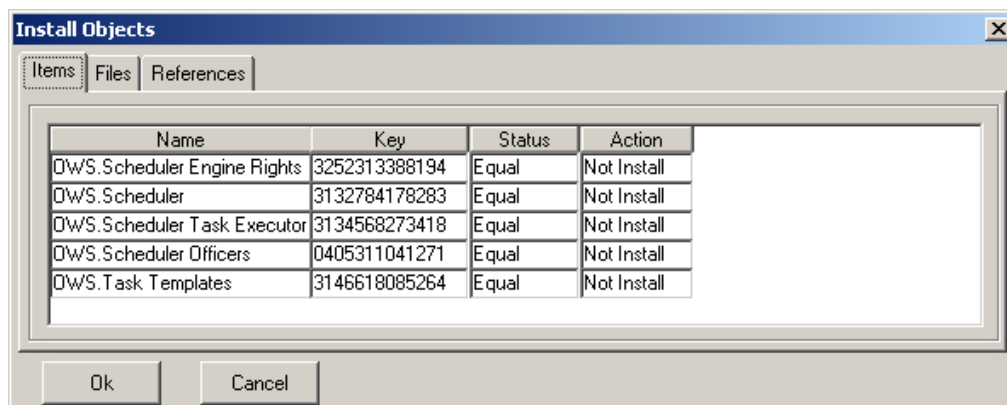 Install Objects
Items Files References
Name Key Status Action
OWS.Scheduler Engine Rights 3252313388194 Equal Not Install
OWS.Scheduler 3132784178283 Equal Not Install
OWS.Scheduler Task Executor 3134568273418 Equal Not Install
OWS.Scheduler Officers 0405311041271 Equal Not Install
OWS.Task Templates 3146618085264 Equal Not Install
Ok Cancel